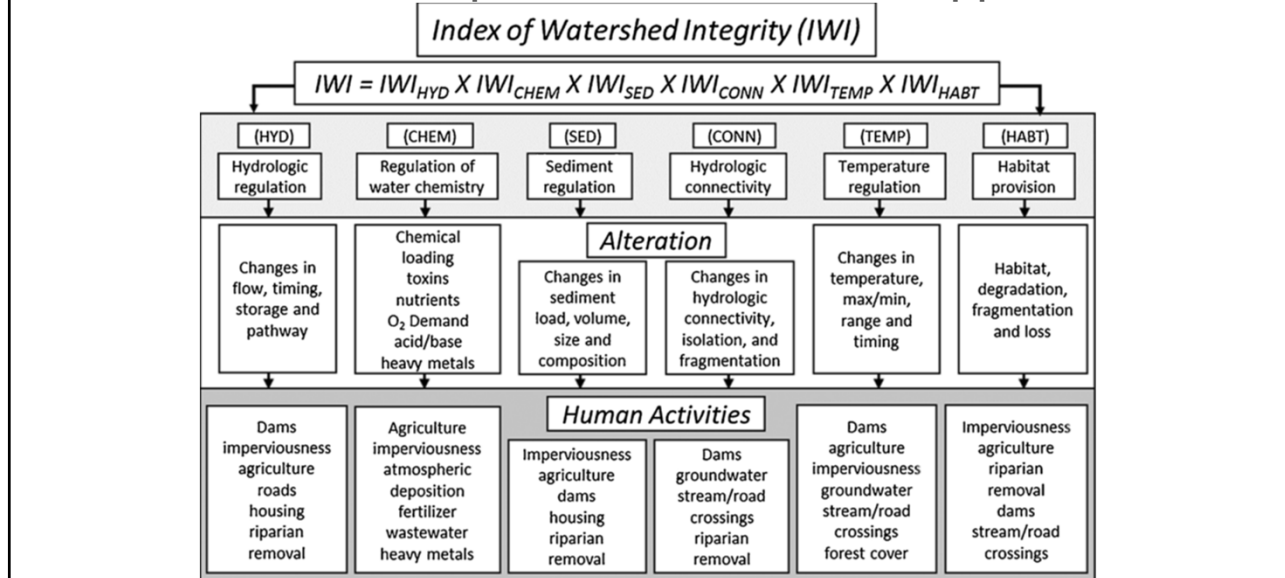 Index of Watershed Integrity (IWI)
IWI = IWI_HYD X IWI_CHEM X IWI_SED X IWI_CONN X IWI_TEMP X IWI_HABT
(HYD)
Hydrologic
regulation
(CHEM)
Regulation of
water chemistry
(SED)
Sediment
regulation
(CONN)
Hydrologic
connectivity
(TEMP)
Temperature
regulation
(HABT)
Habitat
provision
Alteration
Changes in
flow, timing,
storage and
pathway
Chemical
loading
toxins
nutrients
O₂ Demand
acid/base
heavy metals
Changes in
sediment
load, volume,
size and
composition
Changes in
hydrologic
connectivity,
isolation, and
fragmentation
Changes in
temperature,
max/min,
range and
timing
Habitat,
degradation,
fragmentation
and loss
Human Activities
Dams
imperviousness
agriculture
roads
housing
riparian
removal
Agriculture
imperviousness
atmospheric
deposition
fertilizer
wastewater
heavy metals
Imperviousness
agriculture
dams
housing
riparian
removal
Dams
groundwater
stream/road
crossings
riparian
removal
Dams
agriculture
imperviousness
groundwater
stream/road
crossings
forest cover
Imperviousness
agriculture
riparian
removal
dams
stream/road
crossings